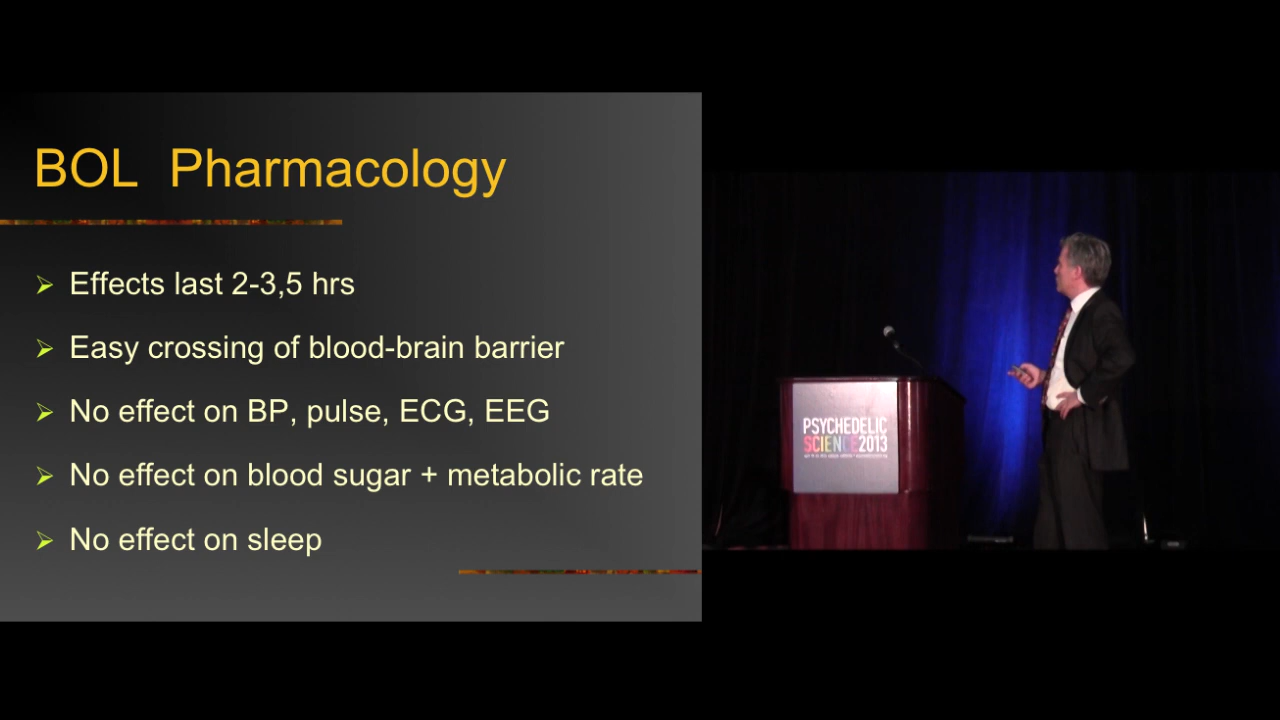 BOL Pharmacology
Effects last 2-3,5 hrs
Easy crossing of blood-brain barrier
No effect on BP, pulse, ECG, EEG
No effect on blood sugar + metabolic rate
No effect on sleep
PSYCHEDELIC
SCIENCE2013